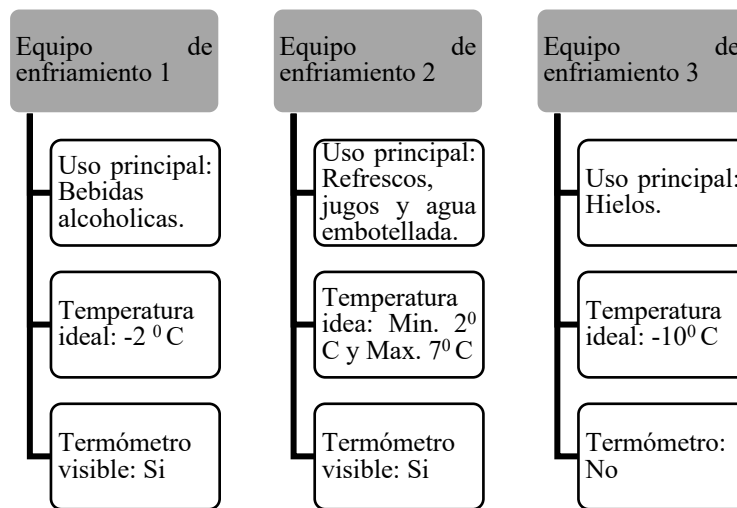 Equipo de
enfriamiento 1
Uso principal:
Bebidas
alcoholicas.
Temperatura
ideal: -2 ⁰ C
Termómetro
visible: Si
Equipo de
enfriamiento 2
Uso principal:
Refrescos,
jugos y agua
embotellada.
Temperatura
idea: Min. 2⁰
C y Max. 7⁰ C
Termómetro
visible: Si
Equipo de
enfriamiento 3
Uso principal:
Hielos.
Temperatura
ideal: -10⁰ C
Termómetro:
No